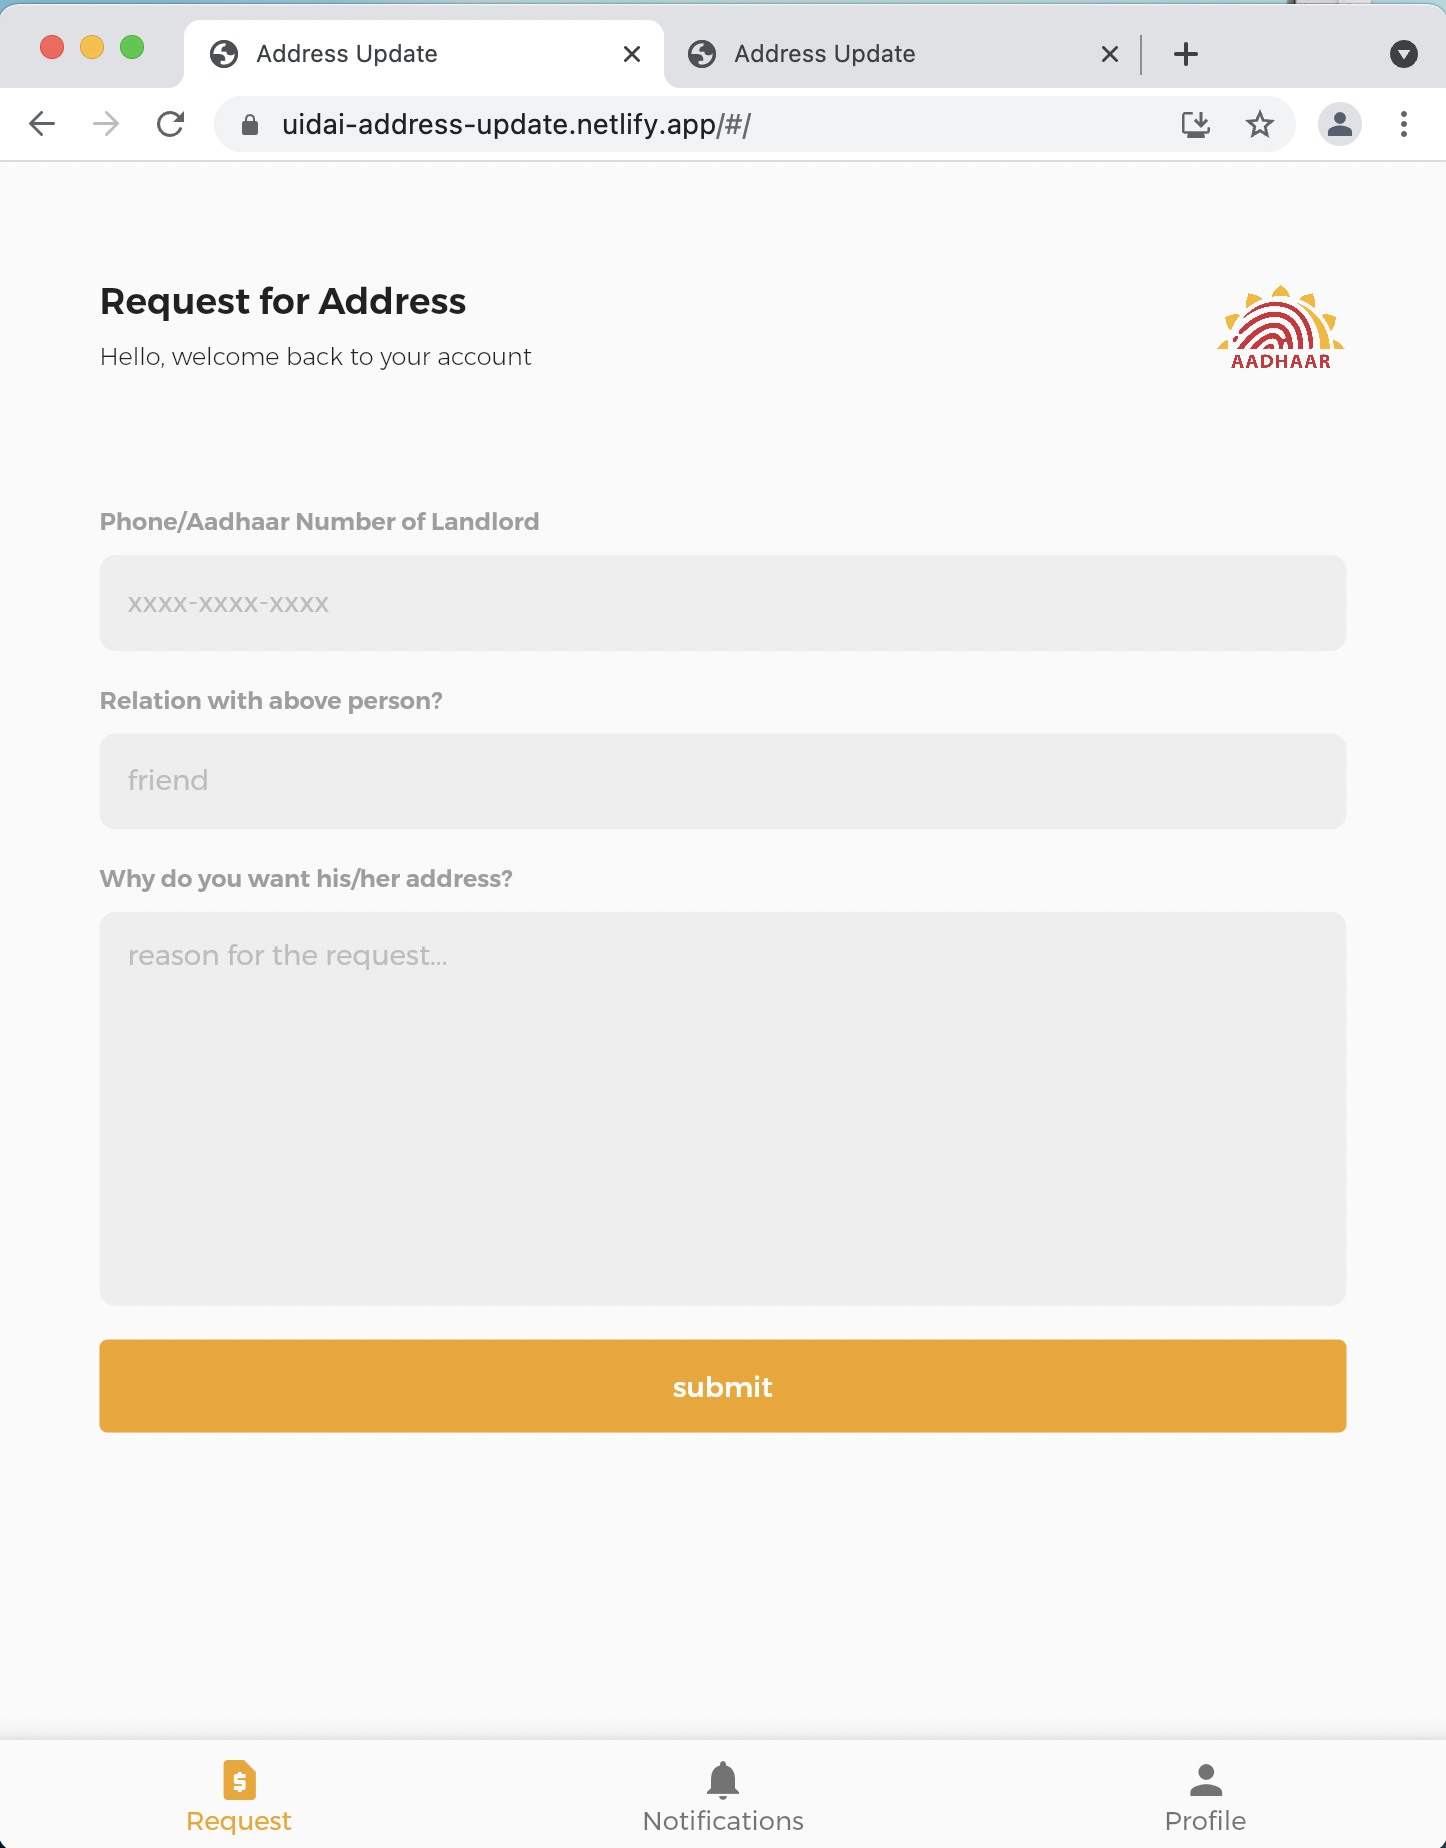 Address Update
Address Update
uidai-address-update.netlify.app/#/
Request for Address
Hello, welcome back to your account
AADHAAR
Phone/Aadhaar Number of Landlord
xxxx-xxxx-xxxx
Relation with above person?
friend
Why do you want his/her address?
reason for the request...
submit
Request
Notifications
Profile